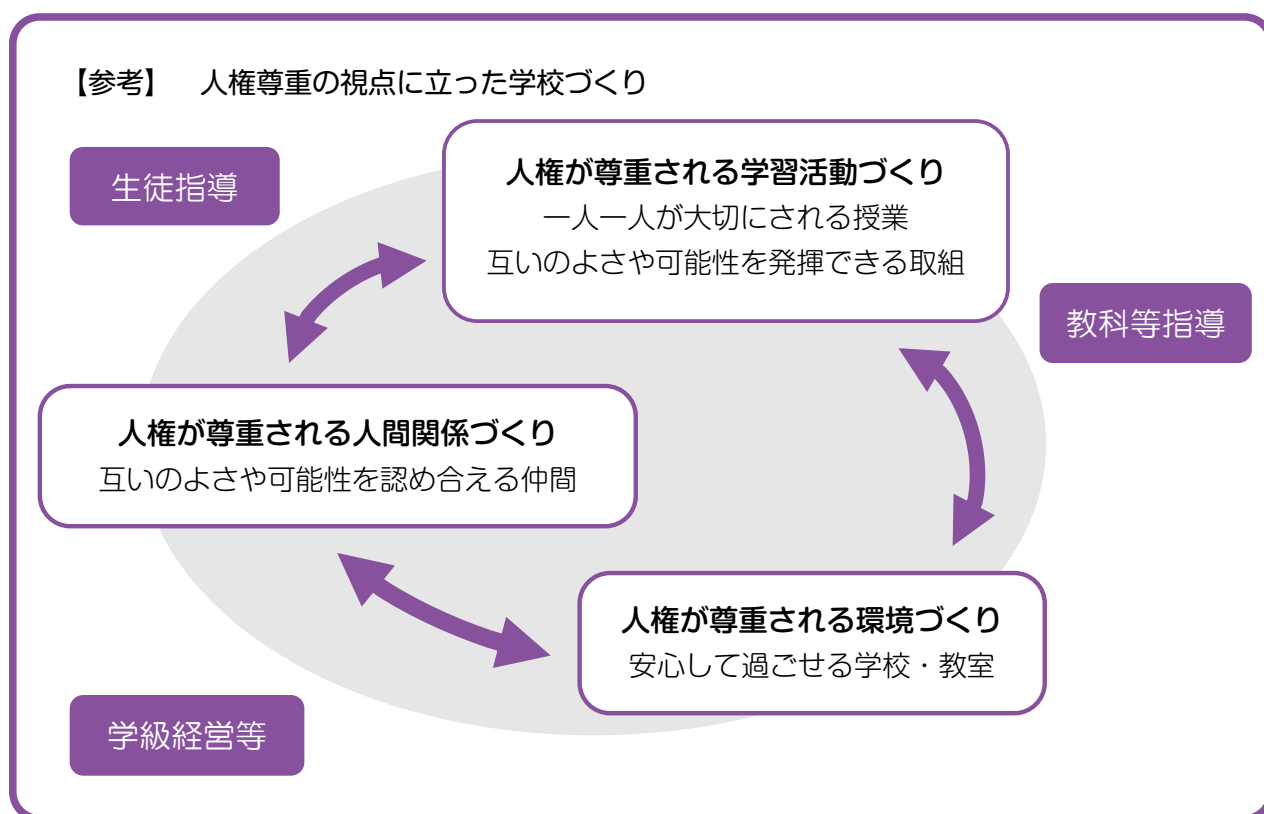 【参考】 人権尊重の視点に立った学校づくり
生徒指導
人権が尊重される学習活動づくり
一人一人が大切にされる授業
互いのよさや可能性を発揮できる取組
教科等指導
人権が尊重される人間関係づくり
互いのよさや可能性を認め合える仲間
人権が尊重される環境づくり
安心して過ごせる学校・教室
学級経営等